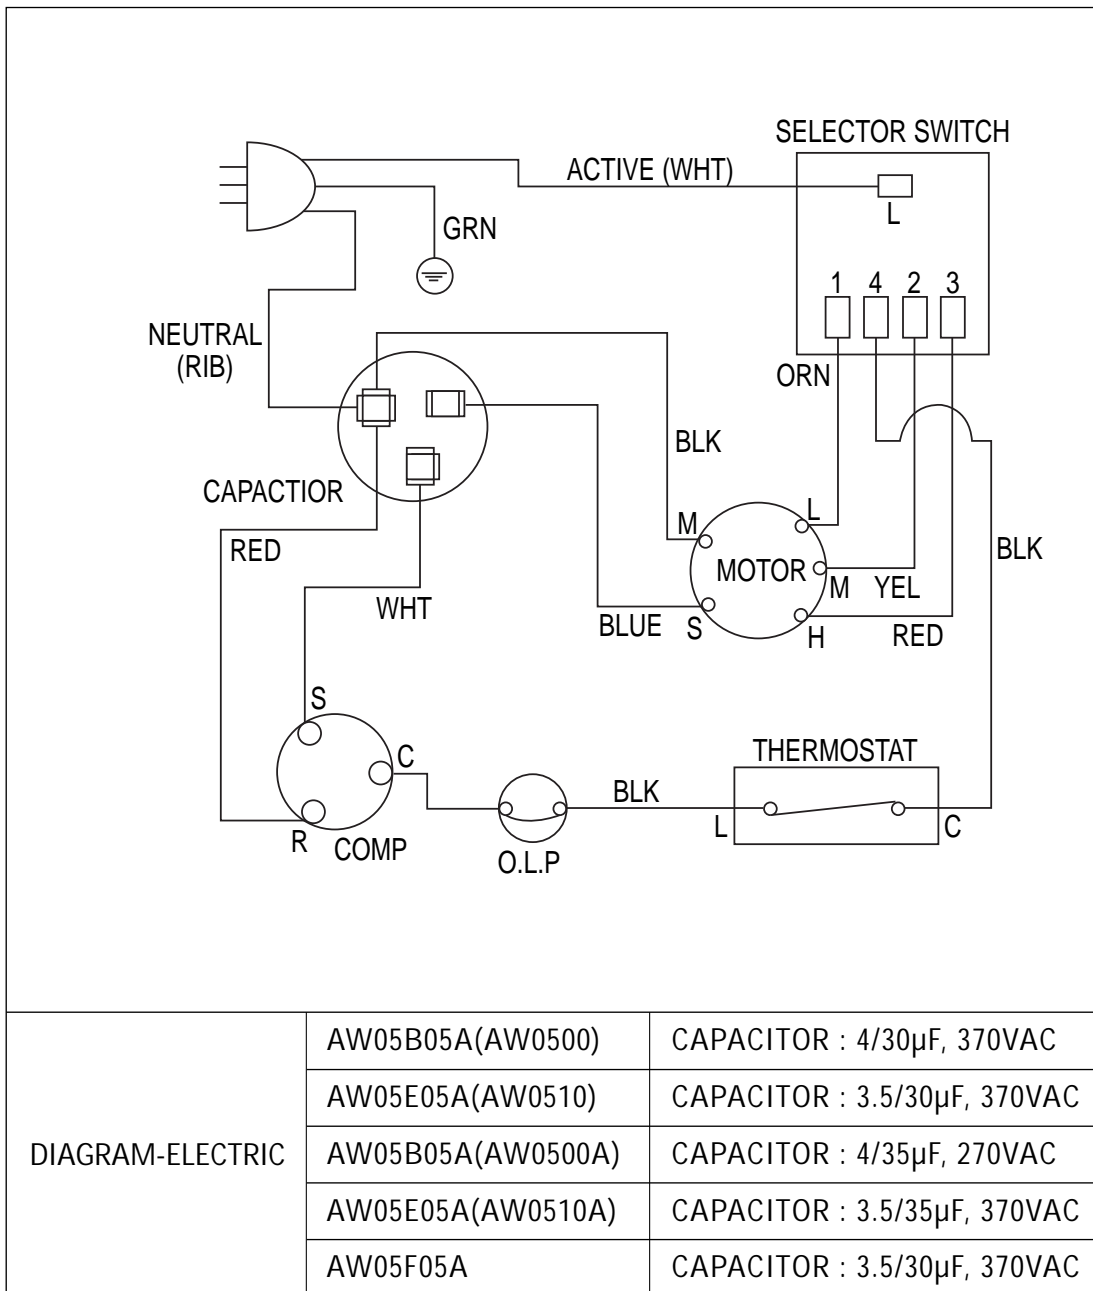 SELECTOR SWITCH
ACTIVE (WHT)
L
GRN
1 4 2 3
NEUTRAL
(RIB)
ORN
BLK
CAPACTIOR
RED
L
M
BLK
MOTOR
WHT
M YEL
BLUE S
H RED
S
C
THERMOSTAT
BLK
L
C
R COMP
O.L.P
DIAGRAM-ELECTRIC
AW05B05A(AW0500) CAPACITOR : 4/30µF, 370VAC
AW05E05A(AW0510) CAPACITOR : 3.5/30µF, 370VAC
AW05B05A(AW0500A) CAPACITOR : 4/35µF, 270VAC
AW05E05A(AW0510A) CAPACITOR : 3.5/35µF, 370VAC
AW05F05A CAPACITOR : 3.5/30µF, 370VAC